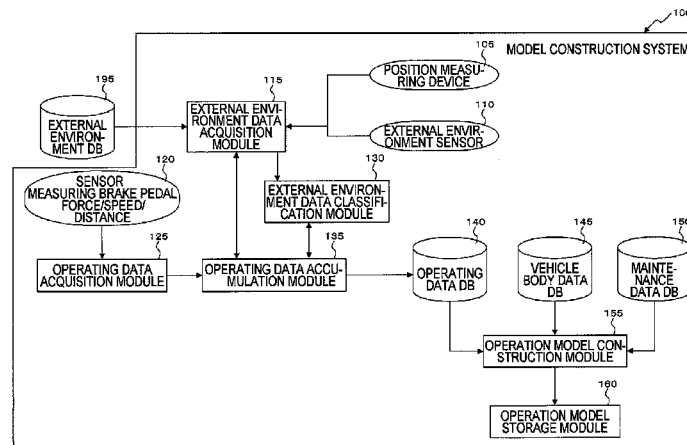 100
MODEL CONSTRUCTION SYSTEM
195
EXTERNAL
ENVIRON-
MENT DB
115
EXTERNAL ENVIRON-
MENT DATA
ACQUISITION
MODULE
105
POSITION MEASU-
RING DEVICE
110
EXTERNAL ENVIR-
ONMENT SENSOR
120
SENSOR
MEASURING BRAKE PEDAL
FORCE/SPEED/
DISTANCE
130
EXTERNAL ENVIRON-
MENT DATA CLASSIFI-
CATION MODULE
125
OPERATING DATA
ACQUISITION MODULE
135
OPERATING DATA ACCU-
MULATION MODULE
140
OPERATING
DATA DB
145
VEHICLE
BODY DATA
DB
150
MAINTE-
NANCE
DATA DB
155
OPERATION MODEL CON-
STRUCTION MODULE
160
OPERATION MODEL
STORAGE MODULE